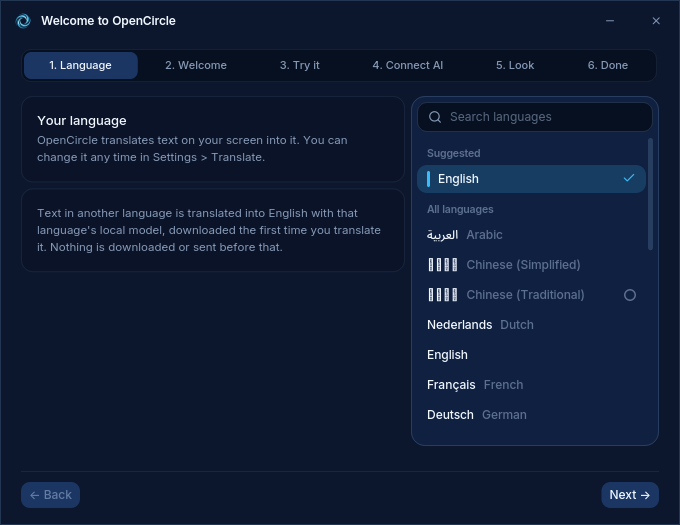 Welcome to OpenCircle
1. Language
2. Welcome
3. Try it
4. Connect AI
5. Look
6. Done
Your language
OpenCircle translates text on your screen into it. You can
change it any time in Settings > Translate.
Text in another language is translated into English with that
language's local model, downloaded the first time you translate
it. Nothing is downloaded or sent before that.
Search languages
Suggested
English
All languages
العربية Arabic
Chinese (Simplified)
Chinese (Traditional)
Nederlands Dutch
English
Français French
Deutsch German
← Back
Next →